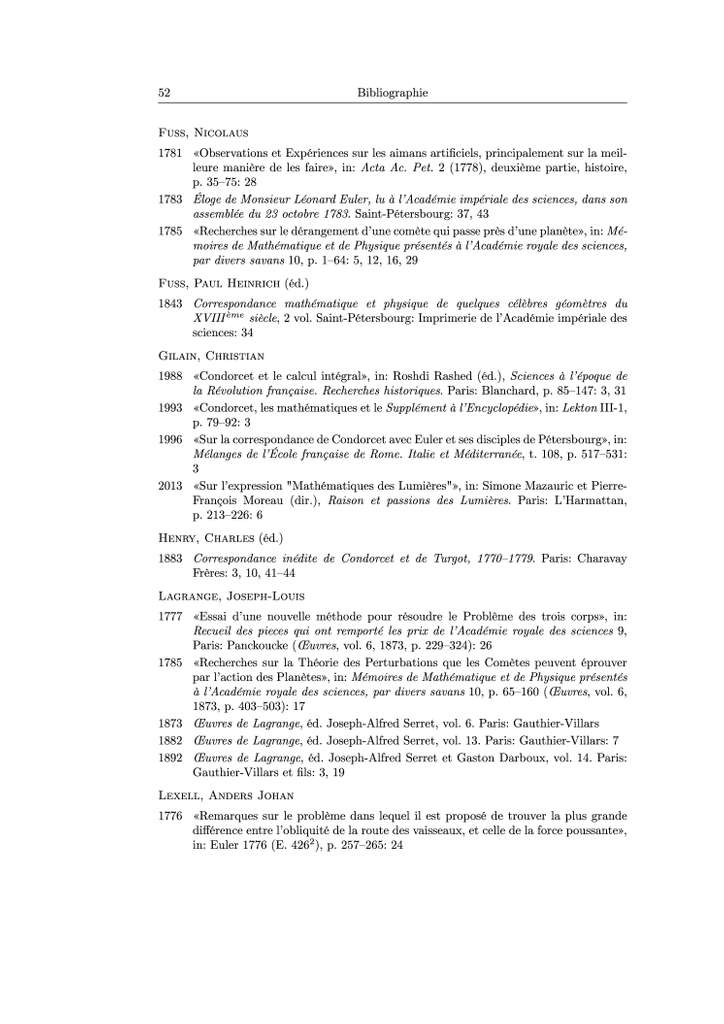 52 Bibliographie
Fuss, Nicolaus
1781 «Observations et Expériences sur les aimans artificiels, principalement sur la meil-
leure manière de les faire», in: Acta Ac. Pet. 2 (1778), deuxième partie, histoire,
p. 35–75: 28
1783 Éloge de Monsieur Léonard Euler, lu à l'Académie impériale des sciences, dans son
assemblée du 23 octobre 1783. Saint-Pétersbourg: 37, 43
1785 «Recherches sur le dérangement d'une comète qui passe près d'une planète», in: Mé-
moires de Mathématique et de Physique présentés à l'Académie royale des sciences,
par divers savans 10, p. 1–64: 5, 12, 16, 29
Fuss, Paul Heinrich (éd.)
1843 Correspondance mathématique et physique de quelques célèbres géomètres du
XVIIIème siècle, 2 vol. Saint-Pétersbourg: Imprimerie de l'Académie impériale des
sciences: 34
Gilain, Christian
1988 «Condorcet et le calcul intégral», in: Roshdi Rashed (éd.), Sciences à l'époque de
la Révolution française. Recherches historiques. Paris: Blanchard, p. 85–147: 3, 31
1993 «Condorcet, les mathématiques et le Supplément à l'Encyclopédie», in: Lekton III-1,
p. 79–92: 3
1996 «Sur la correspondance de Condorcet avec Euler et ses disciples de Pétersbourg», in:
Mélanges de l'École française de Rome. Italie et Méditerranée, t. 108, p. 517–531:
3
2013 «Sur l'expression "Mathématiques des Lumières"», in: Simone Mazauric et Pierre-
François Moreau (dir.), Raison et passions des Lumières. Paris: L'Harmattan,
p. 213–226: 6
Henry, Charles (éd.)
1883 Correspondance inédite de Condorcet et de Turgot, 1770–1779. Paris: Charavay
Frères: 3, 10, 41–44
Lagrange, Joseph-Louis
1777 «Essai d'une nouvelle méthode pour résoudre le Problème des trois corps», in:
Recueil des pieces qui ont remporté les prix de l'Académie royale des sciences 9,
Paris: Panckoucke (Œuvres, vol. 6, 1873, p. 229–324): 26
1785 «Recherches sur la Théorie des Perturbations que les Comètes peuvent éprouver
par l'action des Planètes», in: Mémoires de Mathématique et de Physique présentés
à l'Académie royale des sciences, par divers savans 10, p. 65–160 (Œuvres, vol. 6,
1873, p. 403–503): 17
1873 Œuvres de Lagrange, éd. Joseph-Alfred Serret, vol. 6. Paris: Gauthier-Villars
1882 Œuvres de Lagrange, éd. Joseph-Alfred Serret, vol. 13. Paris: Gauthier-Villars: 7
1892 Œuvres de Lagrange, éd. Joseph-Alfred Serret et Gaston Darboux, vol. 14. Paris:
Gauthier-Villars et fils: 3, 19
Lexell, Anders Johan
1776 «Remarques sur le problème dans lequel il est proposé de trouver la plus grande
différence entre l'obliquité de la route des vaisseaux, et celle de la force poussante»,
in: Euler 1776 (E. 426²), p. 257–265: 24